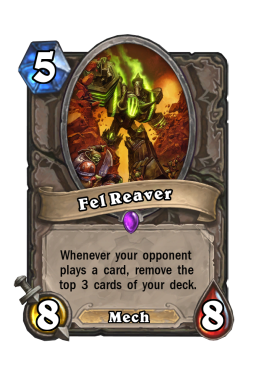 5
Fel Reaver
Whenever your opponent
plays a card, remove the
top 3 cards of your deck.
8
Mech
8